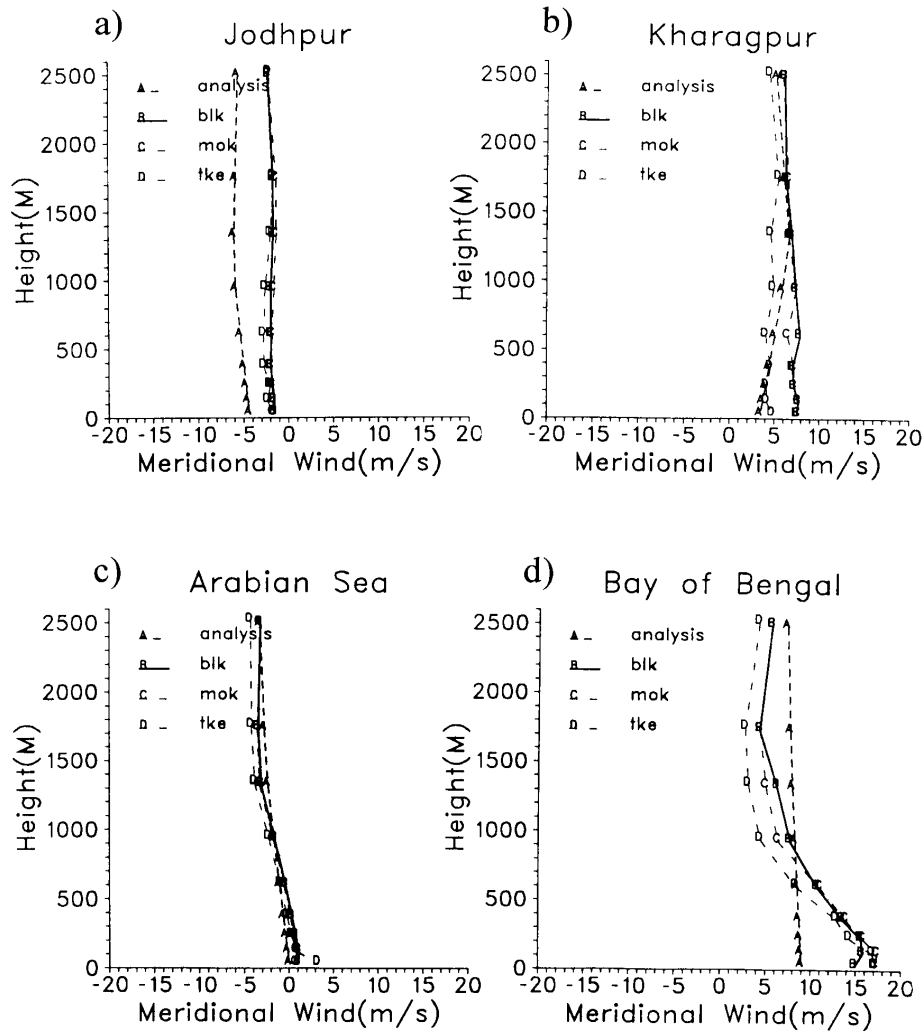 a) Jodhpur
2500
2000
1500
1000
500
0
Height(M)
A – analysis
B blk
C – mok
D – tke
-20 -15 -10 -5 0 5 10 15 20
Meridional Wind(m/s)
b) Kharagpur
2500
2000
1500
1000
500
0
Height(M)
A – analysis
B blk
C – mok
D – tke
-20 -15 -10 -5 0 5 10 15 20
Meridional Wind(m/s)
c) Arabian Sea
2500
2000
1500
1000
500
0
Height(M)
A – analysis
B blk
C – mok
D – tke
-20 -15 -10 -5 0 5 10 15 20
Meridional Wind(m/s)
d) Bay of Bengal
2500
2000
1500
1000
500
0
Height(M)
A – analysis
B blk
C – mok
D – tke
-20 -15 -10 -5 0 5 10 15 20
Meridional Wind(m/s)